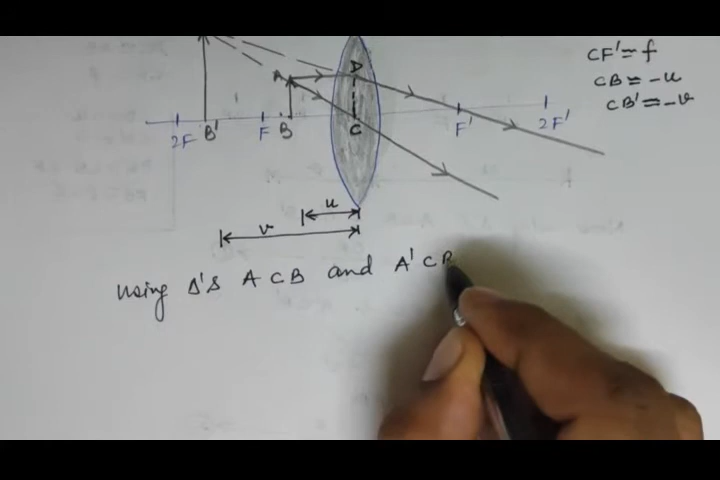 CF' = f
CB = -u
CB' = -v
A D
2F B' F B C F' 2F'
u
v
Using Δ'S ACB and A'CB